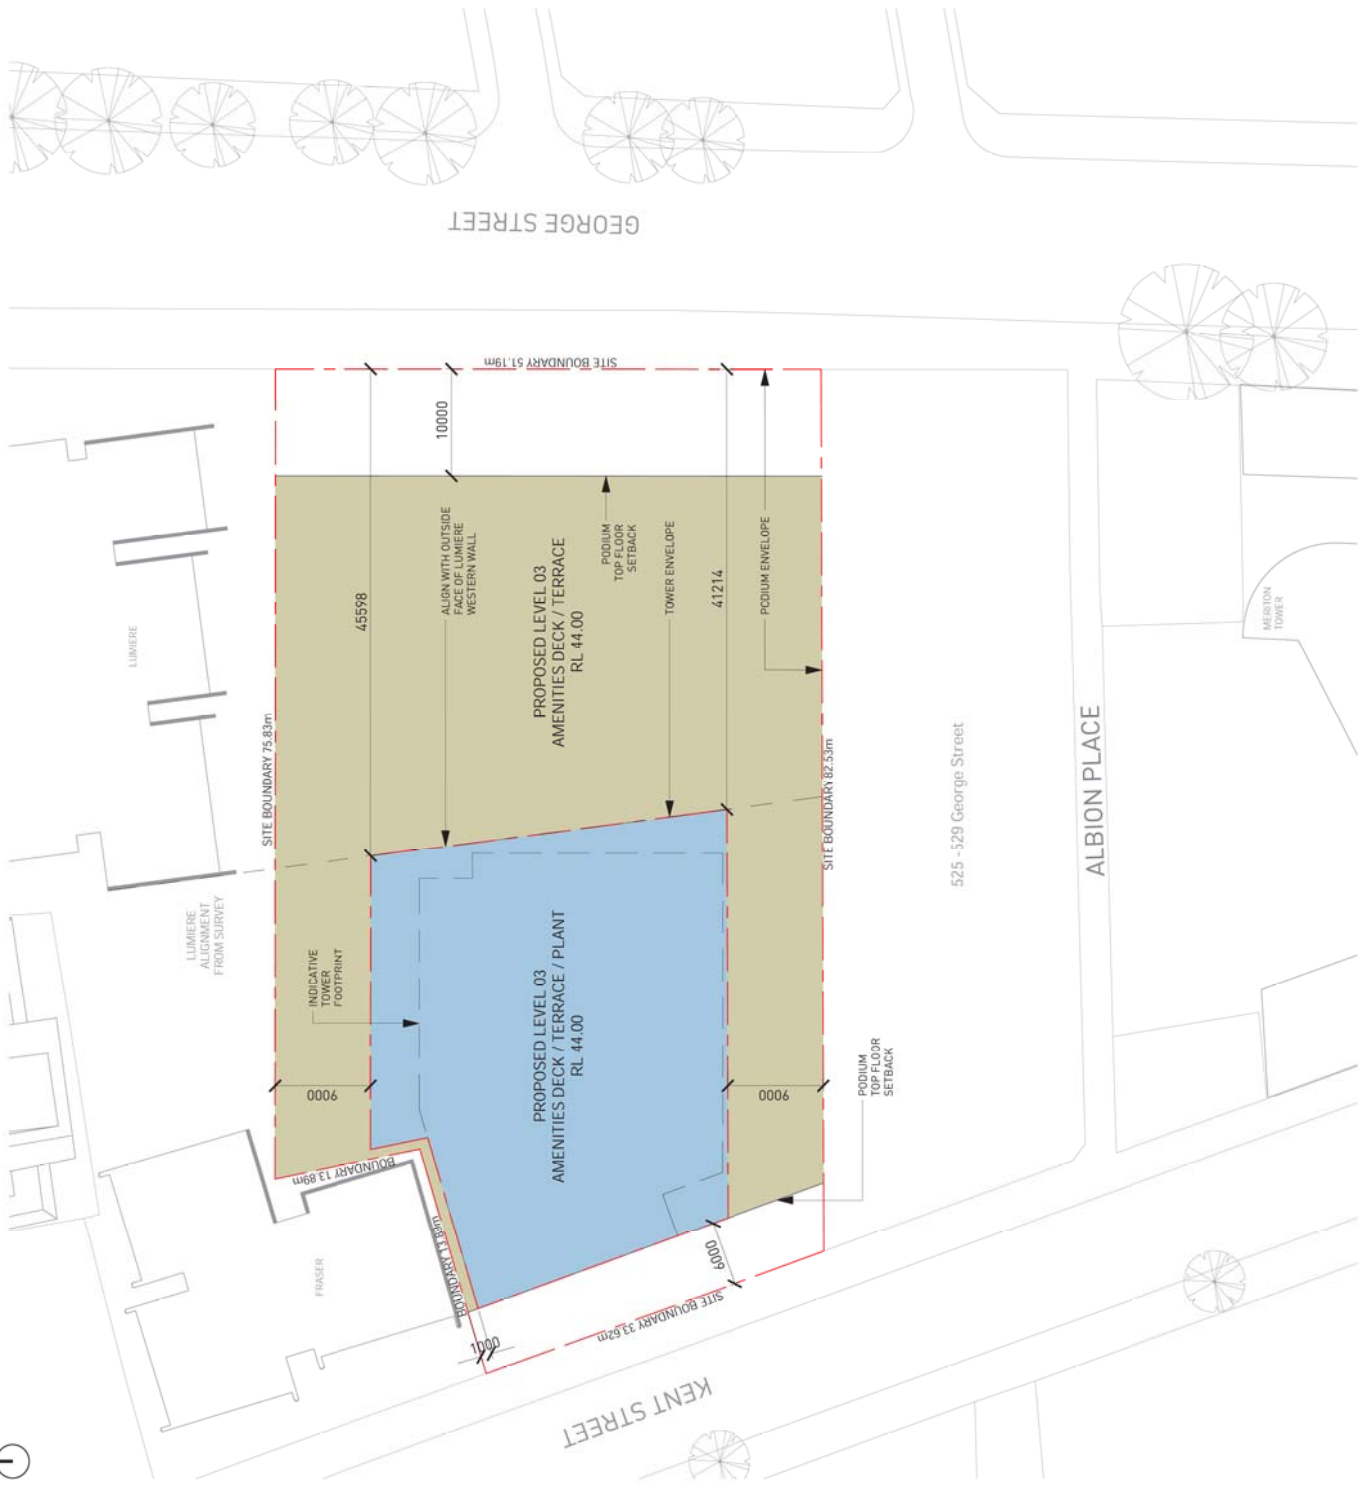 GEORGE STREET
SITE BOUNDARY 51.19m
10000
ALIGN WITH OUTSIDE
FACE OF LUMIERE
WESTERN WALL
PODIUM
TOP FLOOR
SETBACK
TOWER ENVELOPE
PODIUM ENVELOPE
45598
41214
PROPOSED LEVEL 03
AMENITIES DECK / TERRACE
RL 44.00
LUMIERE
MERITON
TOWER
SITE BOUNDARY 75.83m
SITE BOUNDARY 82.53m
525 - 529 George Street
ALBION PLACE
LUMIERE
ALIGNMENT
FROM SURVEY
INDICATIVE
TOWER
FOOTPRINT
PROPOSED LEVEL 03
AMENITIES DECK / TERRACE / PLANT
RL 44.00
9000
9000
PODIUM
TOP FLOOR
SETBACK
BOUNDARY 13.89m
BOUNDARY 13.89m
FRASER
6000
1000
SITE BOUNDARY 33.62m
KENT STREET